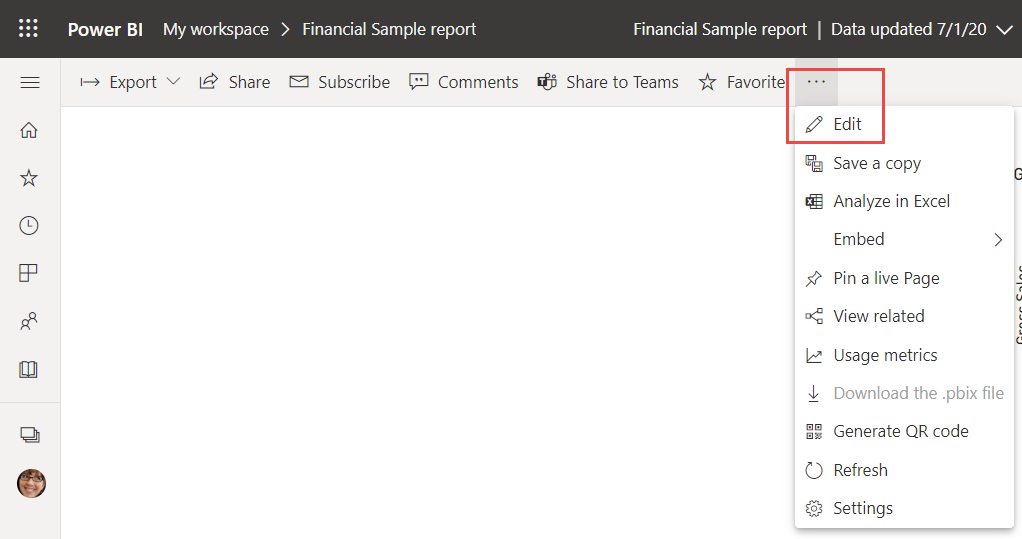 Power BI My workspace Financial Sample report Financial Sample report | Data updated 7/1/20
Export Share Subscribe Comments Share to Teams Favorite ...
Edit
Save a copy
Analyze in Excel
Embed
Pin a live Page
View related
Usage metrics
Download the .pbix file
Generate QR code
Refresh
Settings
G
Gross Sales